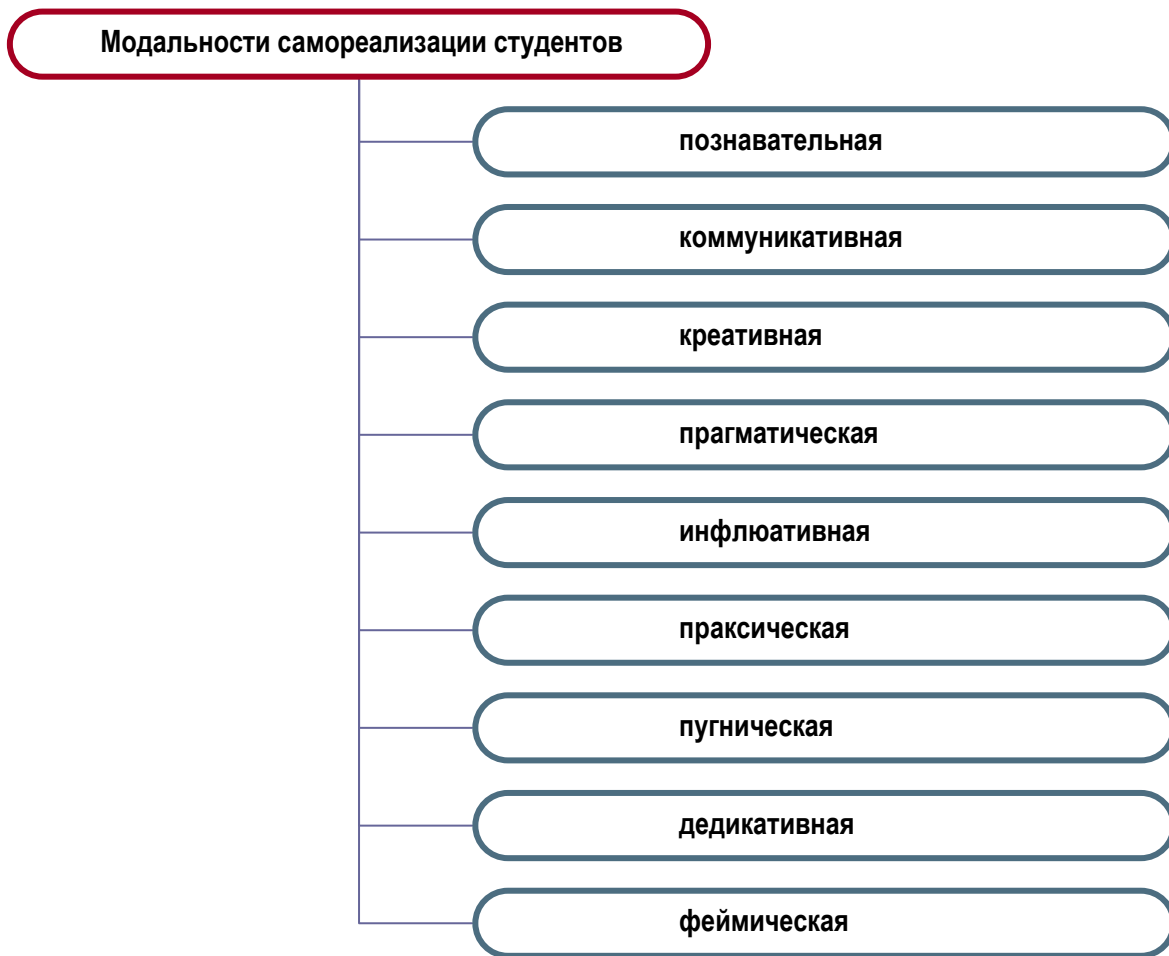 Модальности самореализации студентов
познавательная
коммуникативная
креативная
прагматическая
инфлюативная
праксическая
пугническая
дедикативная
феймическая